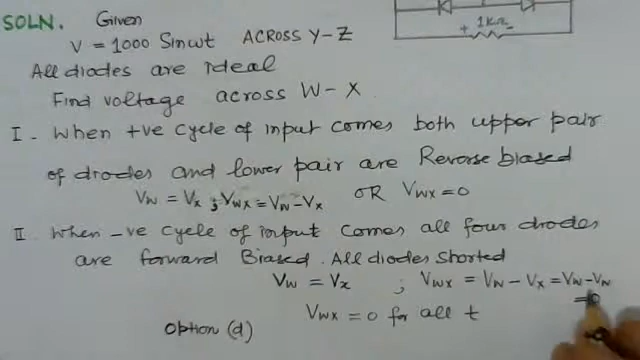 SOLN. Given
V = 1000 Sinwt ACROSS Y-Z
All diodes are ideal
Find voltage across W-X
1KΩ
+ -
I - When +ve cycle of input comes both upper pair
of diodes and lower pair are Reverse biased
VW = VX ; VWX = VW - VX OR VWX = 0
II - When -ve cycle of input comes all four diodes
are forward Biased. All diodes shorted
VW = VX ; VWX = VW - VX = VW - VW
= 0
VWX = 0 for all t
Option (d)